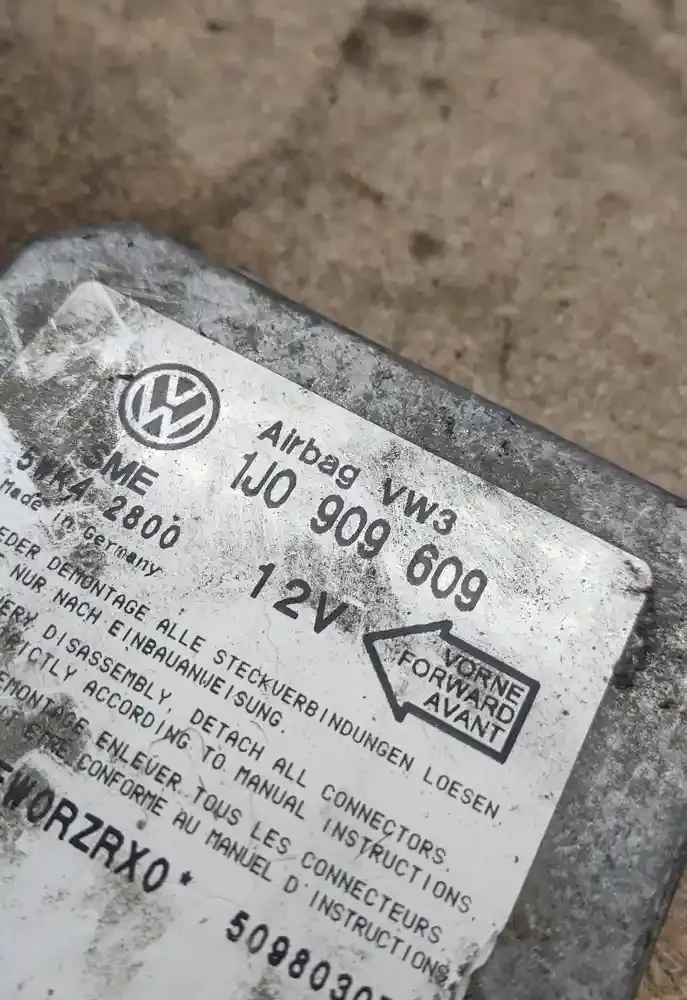 Airbag VW3
1J0 909 609
SME
5WK4 2800
Made in Germany
12V
VORNE
FORWARD
AVANT
DEMONTAGE ALLE STECKVERBINDUNGEN LOESEN
NUR NACH EINBAUANWEISUNG.
DISASSEMBLY, DETACH ALL CONNECTORS.
ACCORDING TO MANUAL INSTRUCTIONS.
ENLEVER TOUS LES CONNECTEURS
ETRE CONFORME AU MANUEL D'INSTRUCTIONS